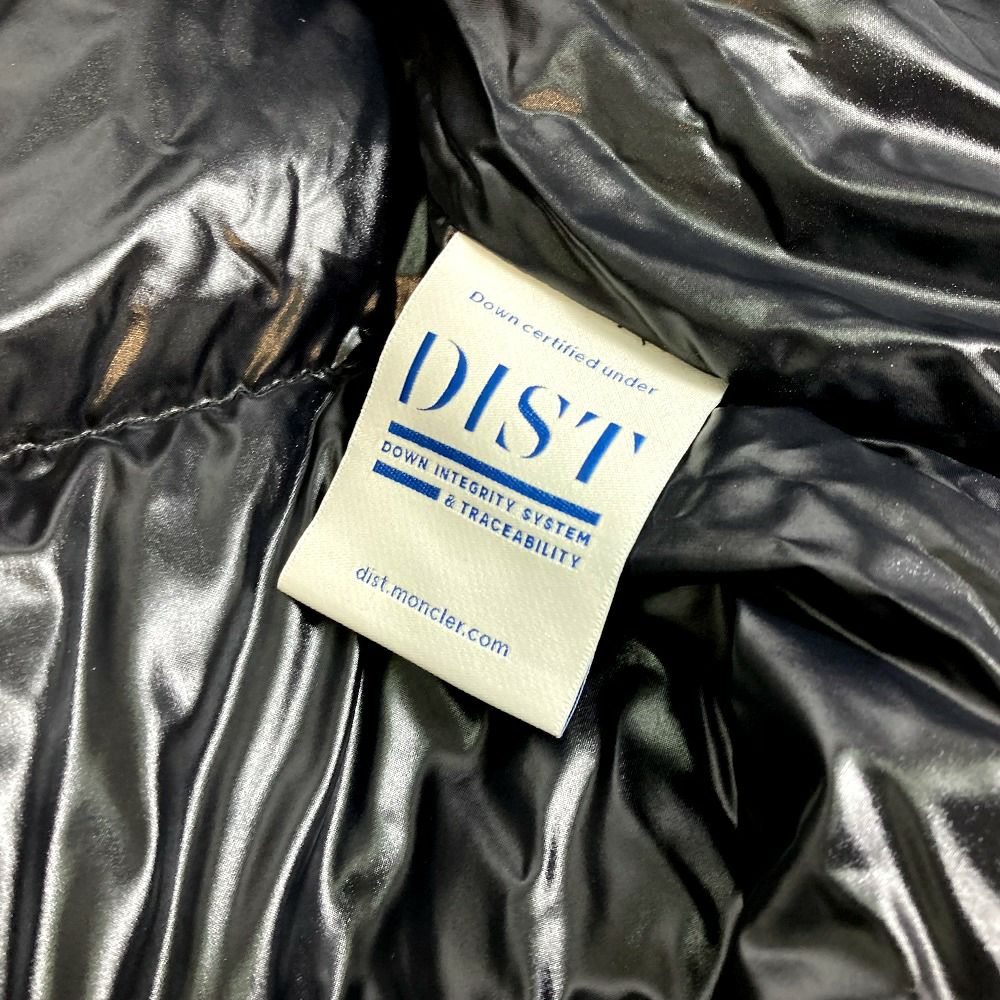 Down certified under
DIST
DOWN INTEGRITY SYSTEM
& TRACEABILITY
dist.moncler.com